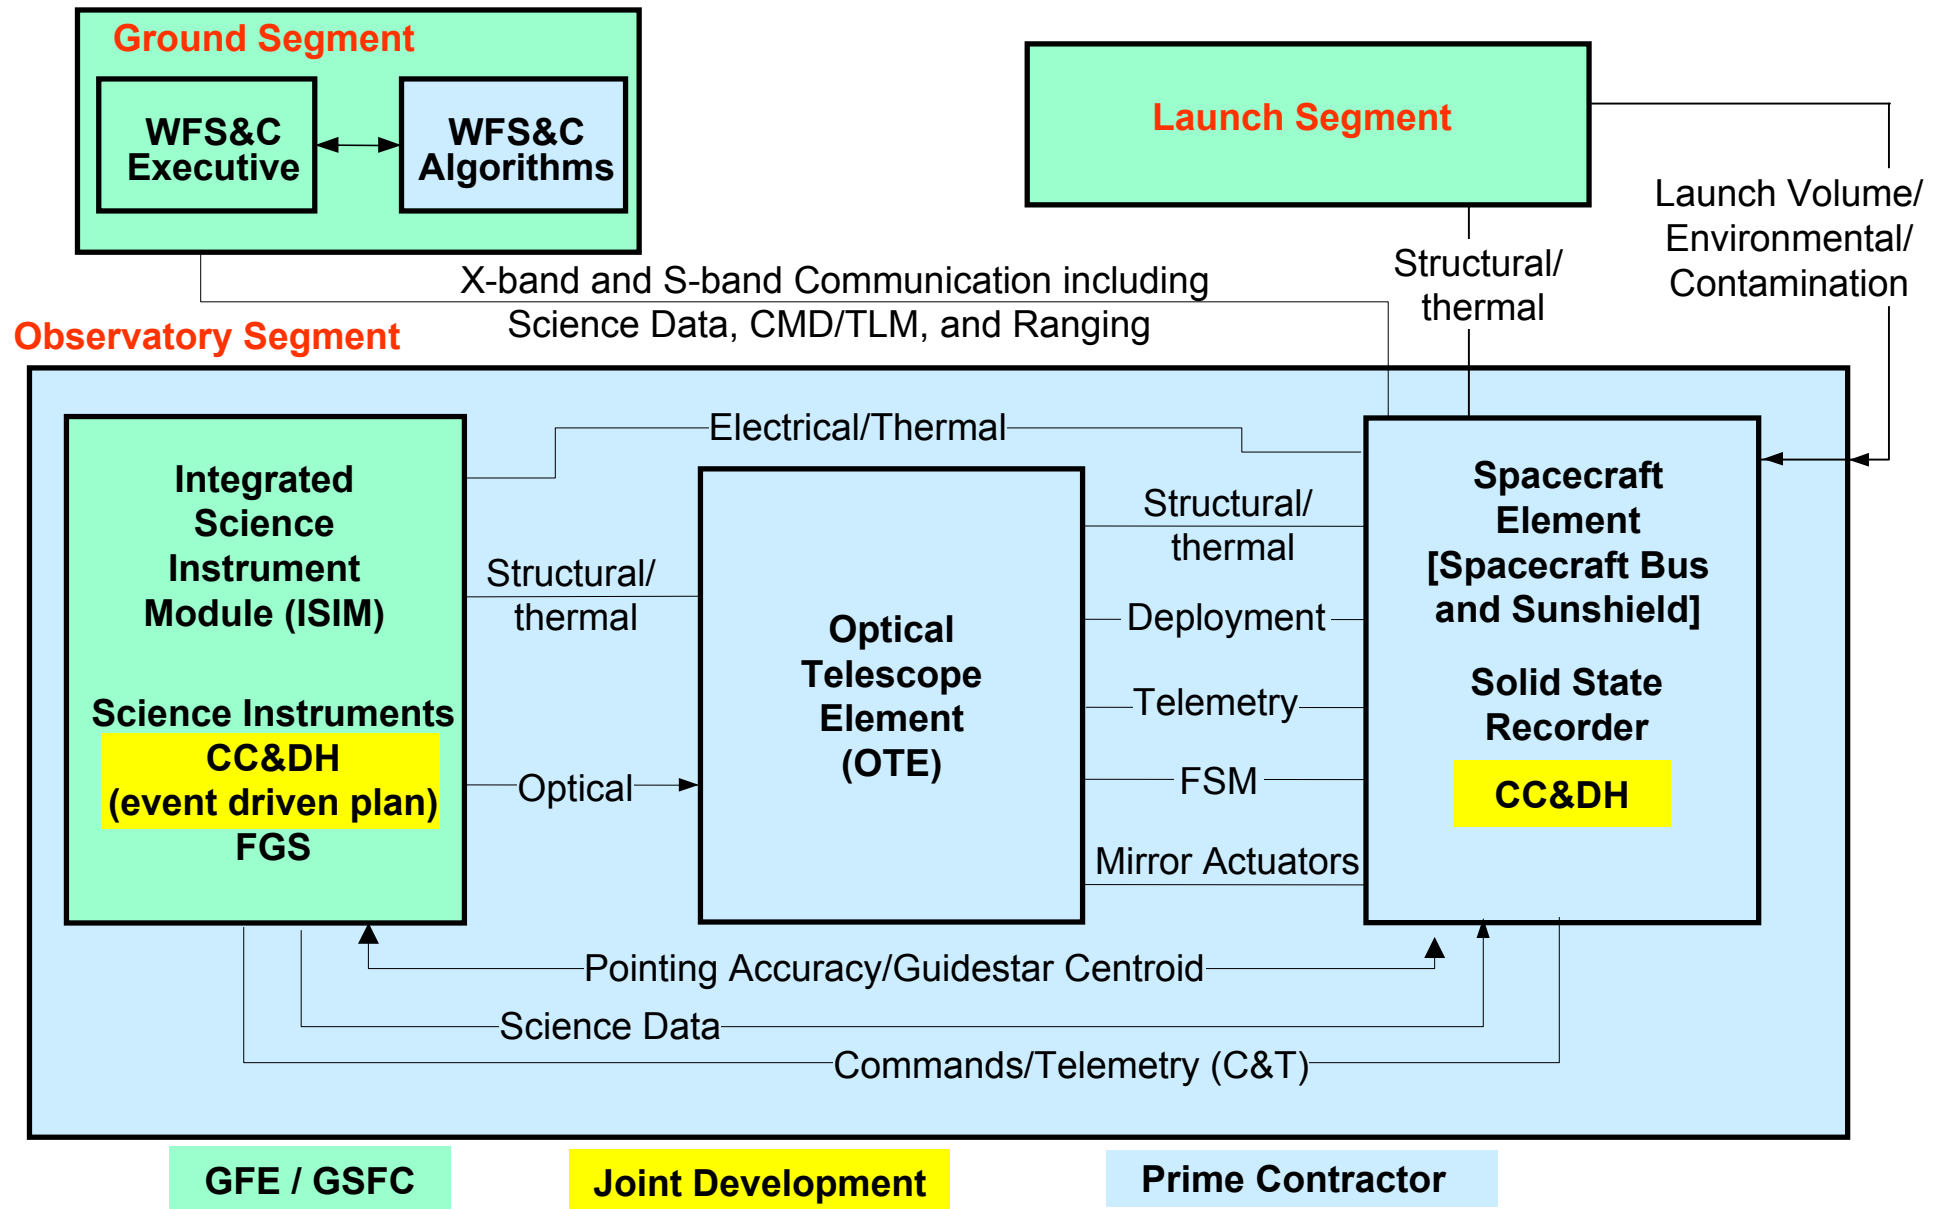 Ground Segment
WFS&C
Executive
WFS&C
Algorithms
Launch Segment
Launch Volume/
Environmental/
Contamination
Structural/
thermal
X-band and S-band Communication including
Science Data, CMD/TLM, and Ranging
Observatory Segment
Integrated
Science
Instrument
Module (ISIM)
Science Instruments
CC&DH
(event driven plan)
FGS
Electrical/Thermal
Structural/
thermal
Optical
Optical
Telescope
Element
(OTE)
Structural/
thermal
Deployment
Telemetry
FSM
Mirror Actuators
Spacecraft
Element
[Spacecraft Bus
and Sunshield]
Solid State
Recorder
CC&DH
Pointing Accuracy/Guidestar Centroid
Science Data
Commands/Telemetry (C&T)
GFE / GSFC
Joint Development
Prime Contractor